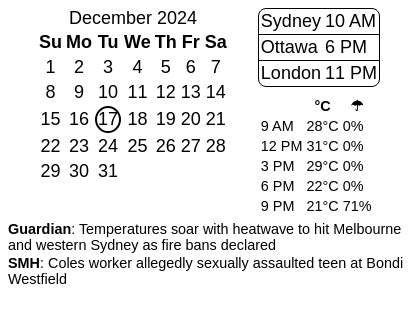 December 2024
Su Mo Tu We Th Fr Sa
1 2 3 4 5 6 7
8 9 10 11 12 13 14
15 16 17 18 19 20 21
22 23 24 25 26 27 28
29 30 31
Sydney 10 AM
Ottawa 6 PM
London 11 PM
°C ☂
9 AM 28°C 0%
12 PM 31°C 0%
3 PM 29°C 0%
6 PM 22°C 0%
9 PM 21°C 71%
Guardian: Temperatures soar with heatwave to hit Melbourne
and western Sydney as fire bans declared
SMH: Coles worker allegedly sexually assaulted teen at Bondi
Westfield